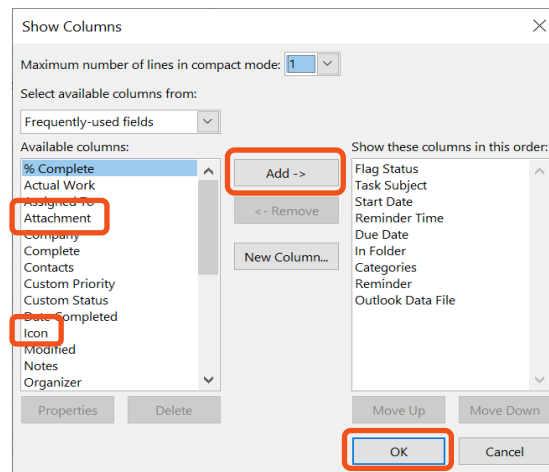 Show Columns
Maximum number of lines in compact mode: 1
Select available columns from:
Frequently-used fields
Available columns:
% Complete
Actual Work
Assigned To
Attachment
Company
Complete
Contacts
Custom Priority
Custom Status
Date Completed
Icon
Modified
Notes
Organizer
Properties
Delete
Add ->
<- Remove
New Column...
Show these columns in this order:
Flag Status
Task Subject
Start Date
Reminder Time
Due Date
In Folder
Categories
Reminder
Outlook Data File
Move Up
Move Down
OK
Cancel